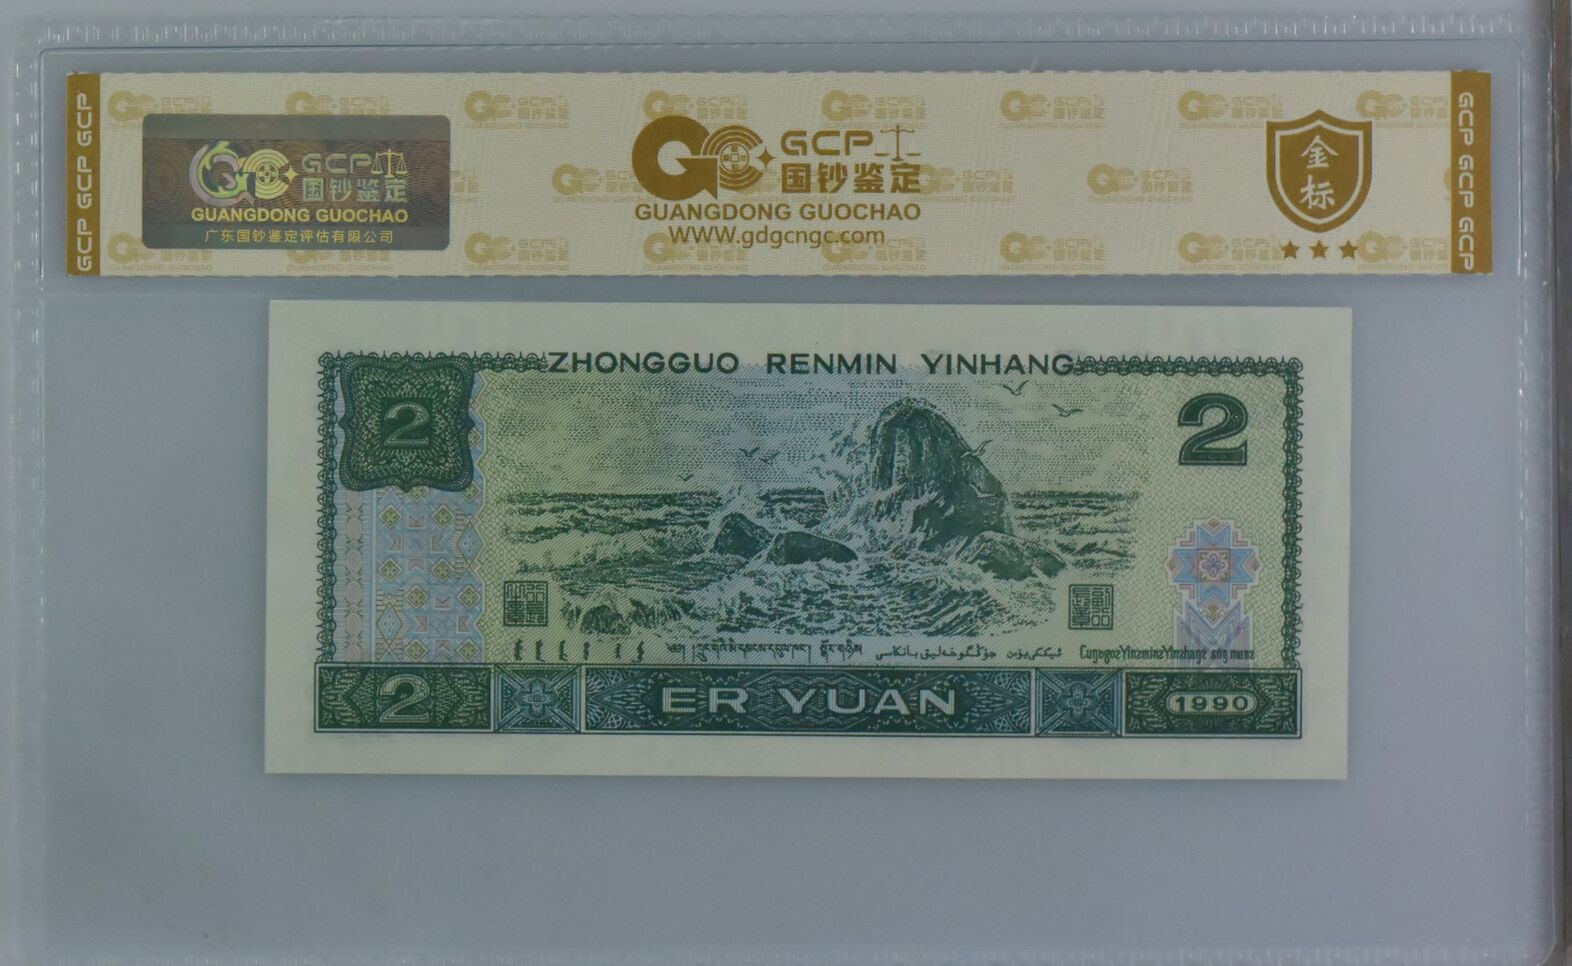 GCP GCP GCP
GCP
国钞鉴定
GUANGDONG GUOCHAO
广东国钞鉴定评估有限公司
GCP
国钞鉴定
GUANGDONG GUOCHAO
WWW.gdgcngc.com
金标
GCP GCP GCP
ZHONGGUO RENMIN YINHANG
2
2
2
ER YUAN
1990